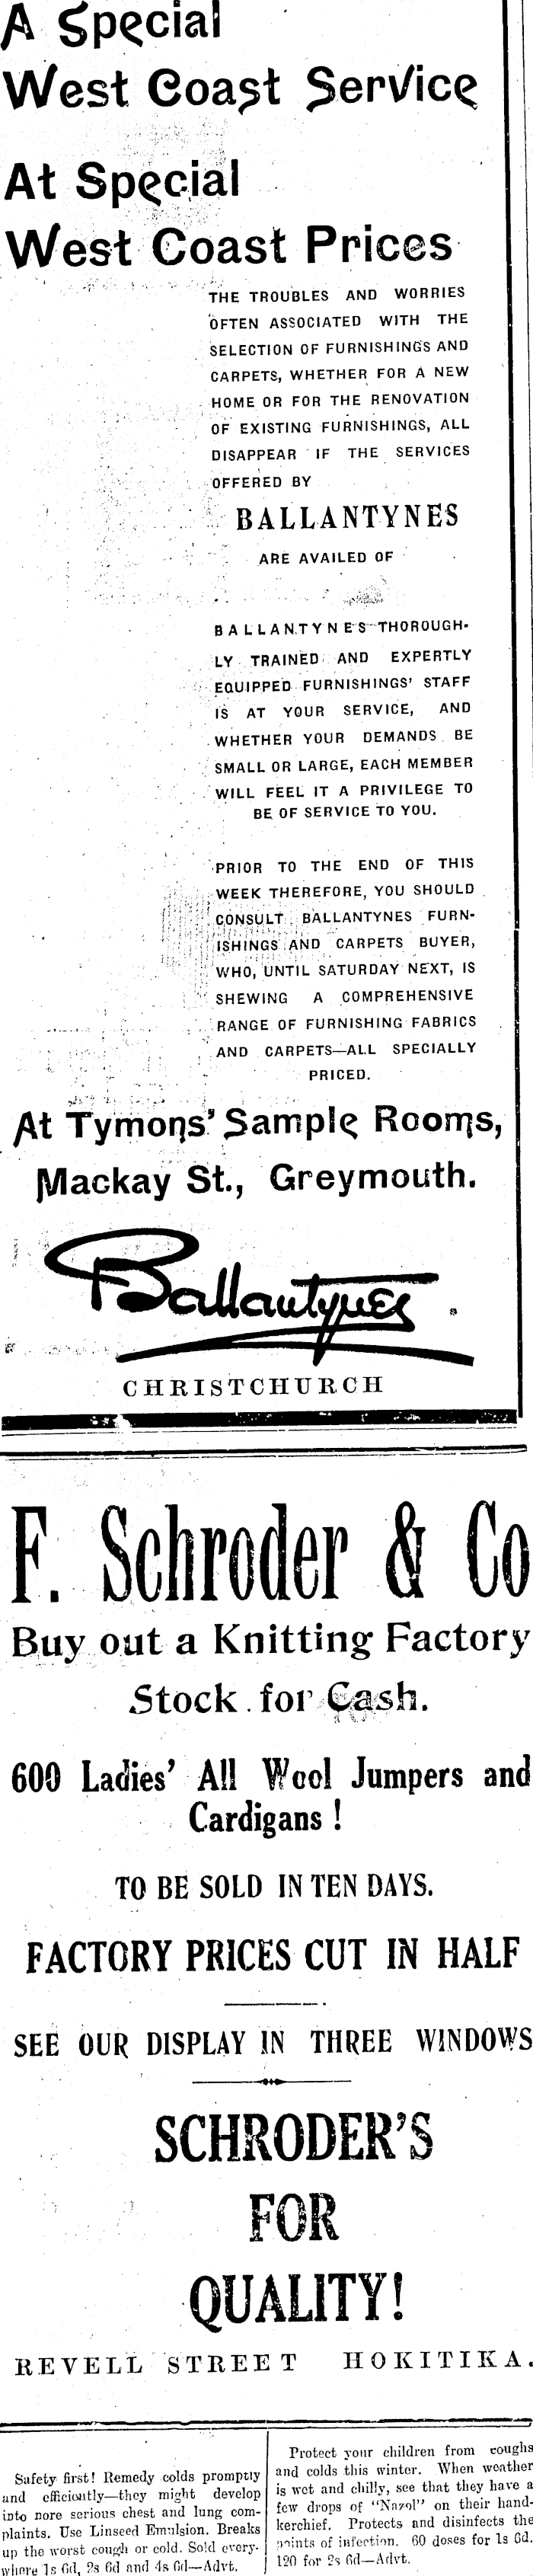 A Special
West Coast Service
At Special
West Coast Prices
THE TROUBLES AND WORRIES
OFTEN ASSOCIATED WITH THE
SELECTION OF FURNISHINGS AND
CARPETS, WHETHER FOR A NEW
HOME OR FOR THE RENOVATION
OF EXISTING FURNISHINGS, ALL
DISAPPEAR IF THE SERVICES
OFFERED BY
BALLANTYNES
ARE AVAILED OF
BALLANTYNES THOROUGH-
LY TRAINED AND EXPERTLY
EQUIPPED FURNISHINGS' STAFF
IS AT YOUR SERVICE, AND
WHETHER YOUR DEMANDS BE
SMALL OR LARGE, EACH MEMBER
WILL FEEL IT A PRIVILEGE TO
BE OF SERVICE TO YOU.
PRIOR TO THE END OF THIS
WEEK THEREFORE, YOU SHOULD
CONSULT BALLANTYNES FURN-
ISHINGS AND CARPETS BUYER,
WHO, UNTIL SATURDAY NEXT, IS
SHEWING A COMPREHENSIVE
RANGE OF FURNISHING FABRICS
AND CARPETS—ALL SPECIALLY
PRICED.
At Tymons' Sample Rooms,
Mackay St., Greymouth.
Ballantynes
CHRISTCHURCH
F. Schroder & Co
Buy out a Knitting Factory
Stock for Cash.
600 Ladies' All Wool Jumpers and
Cardigans !
TO BE SOLD IN TEN DAYS.
FACTORY PRICES CUT IN HALF
SEE OUR DISPLAY IN THREE WINDOWS
SCHRODER'S
FOR
QUALITY!
REVELL STREET HOKITIKA.
Safety first! Remedy colds promptly
and efficiently—they might develop
into nore serious chest and lung com-
plaints. Use Linseed Emulsion. Breaks
up the worst cough or cold. Sold every-
where 1s 6d, 2s 6d and 4s 6d—Advt.
Protect your children from coughs
and colds this winter. When weather
is wet and chilly, see that they have a
few drops of "Nazol" on their hand-
kerchief. Protects and disinfects the
points of infection. 60 doses for 1s 6d.
120 for 2s 6d—Advt.